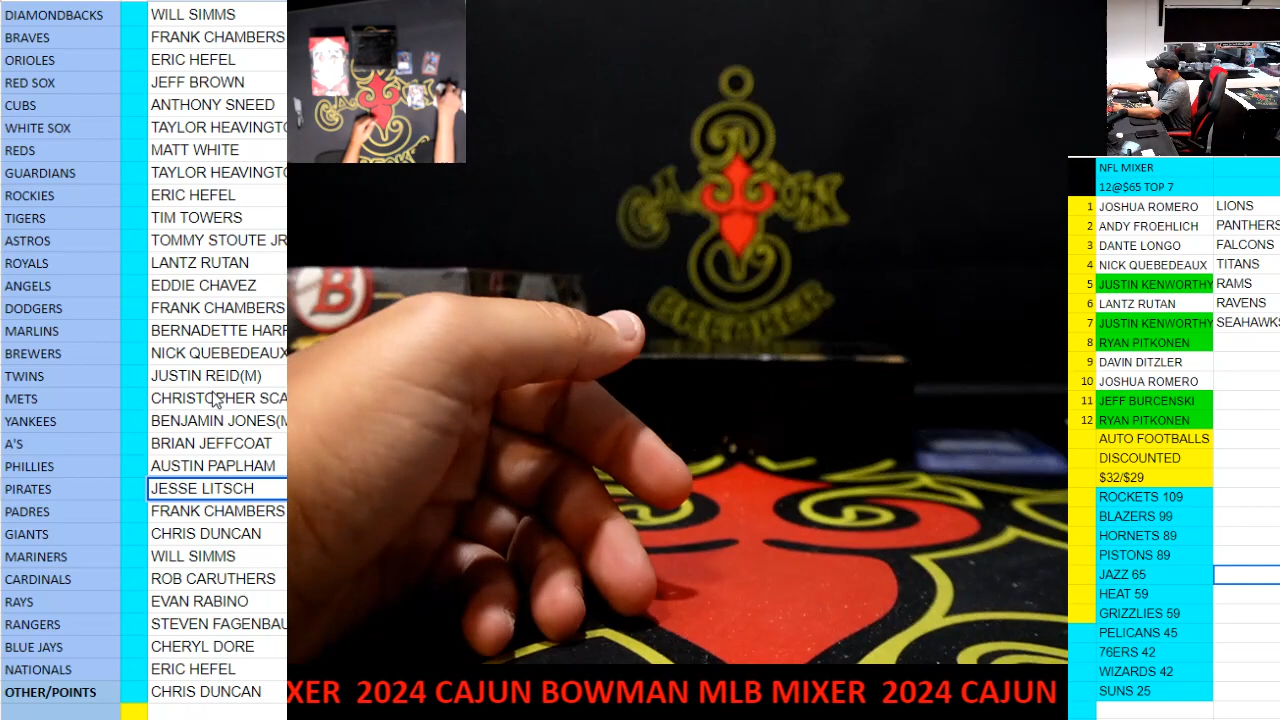 DIAMONDBACKS WILL SIMMS
BRAVES FRANK CHAMBERS
ORIOLES ERIC HEFEL
RED SOX JEFF BROWN
CUBS ANTHONY SNEED
WHITE SOX TAYLOR HEAVINGTO
REDS MATT WHITE
GUARDIANS TAYLOR HEAVINGTO
ROCKIES ERIC HEFEL
TIGERS TIM TOWERS
ASTROS TOMMY STOUTE JR
ROYALS LANTZ RUTAN
ANGELS EDDIE CHAVEZ
DODGERS FRANK CHAMBERS
MARLINS BERNADETTE HARR
BREWERS NICK QUEBEDEAUX
TWINS JUSTIN REID(M)
METS CHRISTOPHER SCA
YANKEES BENJAMIN JONES(M
A'S BRIAN JEFFCOAT
PHILLIES AUSTIN PAPLHAM
PIRATES JESSE LITSCH
PADRES FRANK CHAMBERS
GIANTS CHRIS DUNCAN
MARINERS WILL SIMMS
CARDINALS ROB CARUTHERS
RAYS EVAN RABINO
RANGERS STEVEN FAGENBAU
BLUE JAYS CHERYL DORE
NATIONALS ERIC HEFEL
OTHER/POINTS CHRIS DUNCAN
B
XER 2024 CAJUN BOWMAN MLB MIXER 2024 CAJUN
NFL MIXER
12@$65 TOP 7
1 JOSHUA ROMERO LIONS
2 ANDY FROEHLICH PANTHERS
3 DANTE LONGO FALCONS
4 NICK QUEBEDEAUX TITANS
5 JUSTIN KENWORTHY RAMS
6 LANTZ RUTAN RAVENS
7 JUSTIN KENWORTHY SEAHAWKS
8 RYAN PITKONEN
9 DAVIN DITZLER
10 JOSHUA ROMERO
11 JEFF BURCENSKI
12 RYAN PITKONEN
AUTO FOOTBALLS
DISCOUNTED
$32/$29
ROCKETS 109
BLAZERS 99
HORNETS 89
PISTONS 89
JAZZ 65
HEAT 59
GRIZZLIES 59
PELICANS 45
76ERS 42
WIZARDS 42
SUNS 25